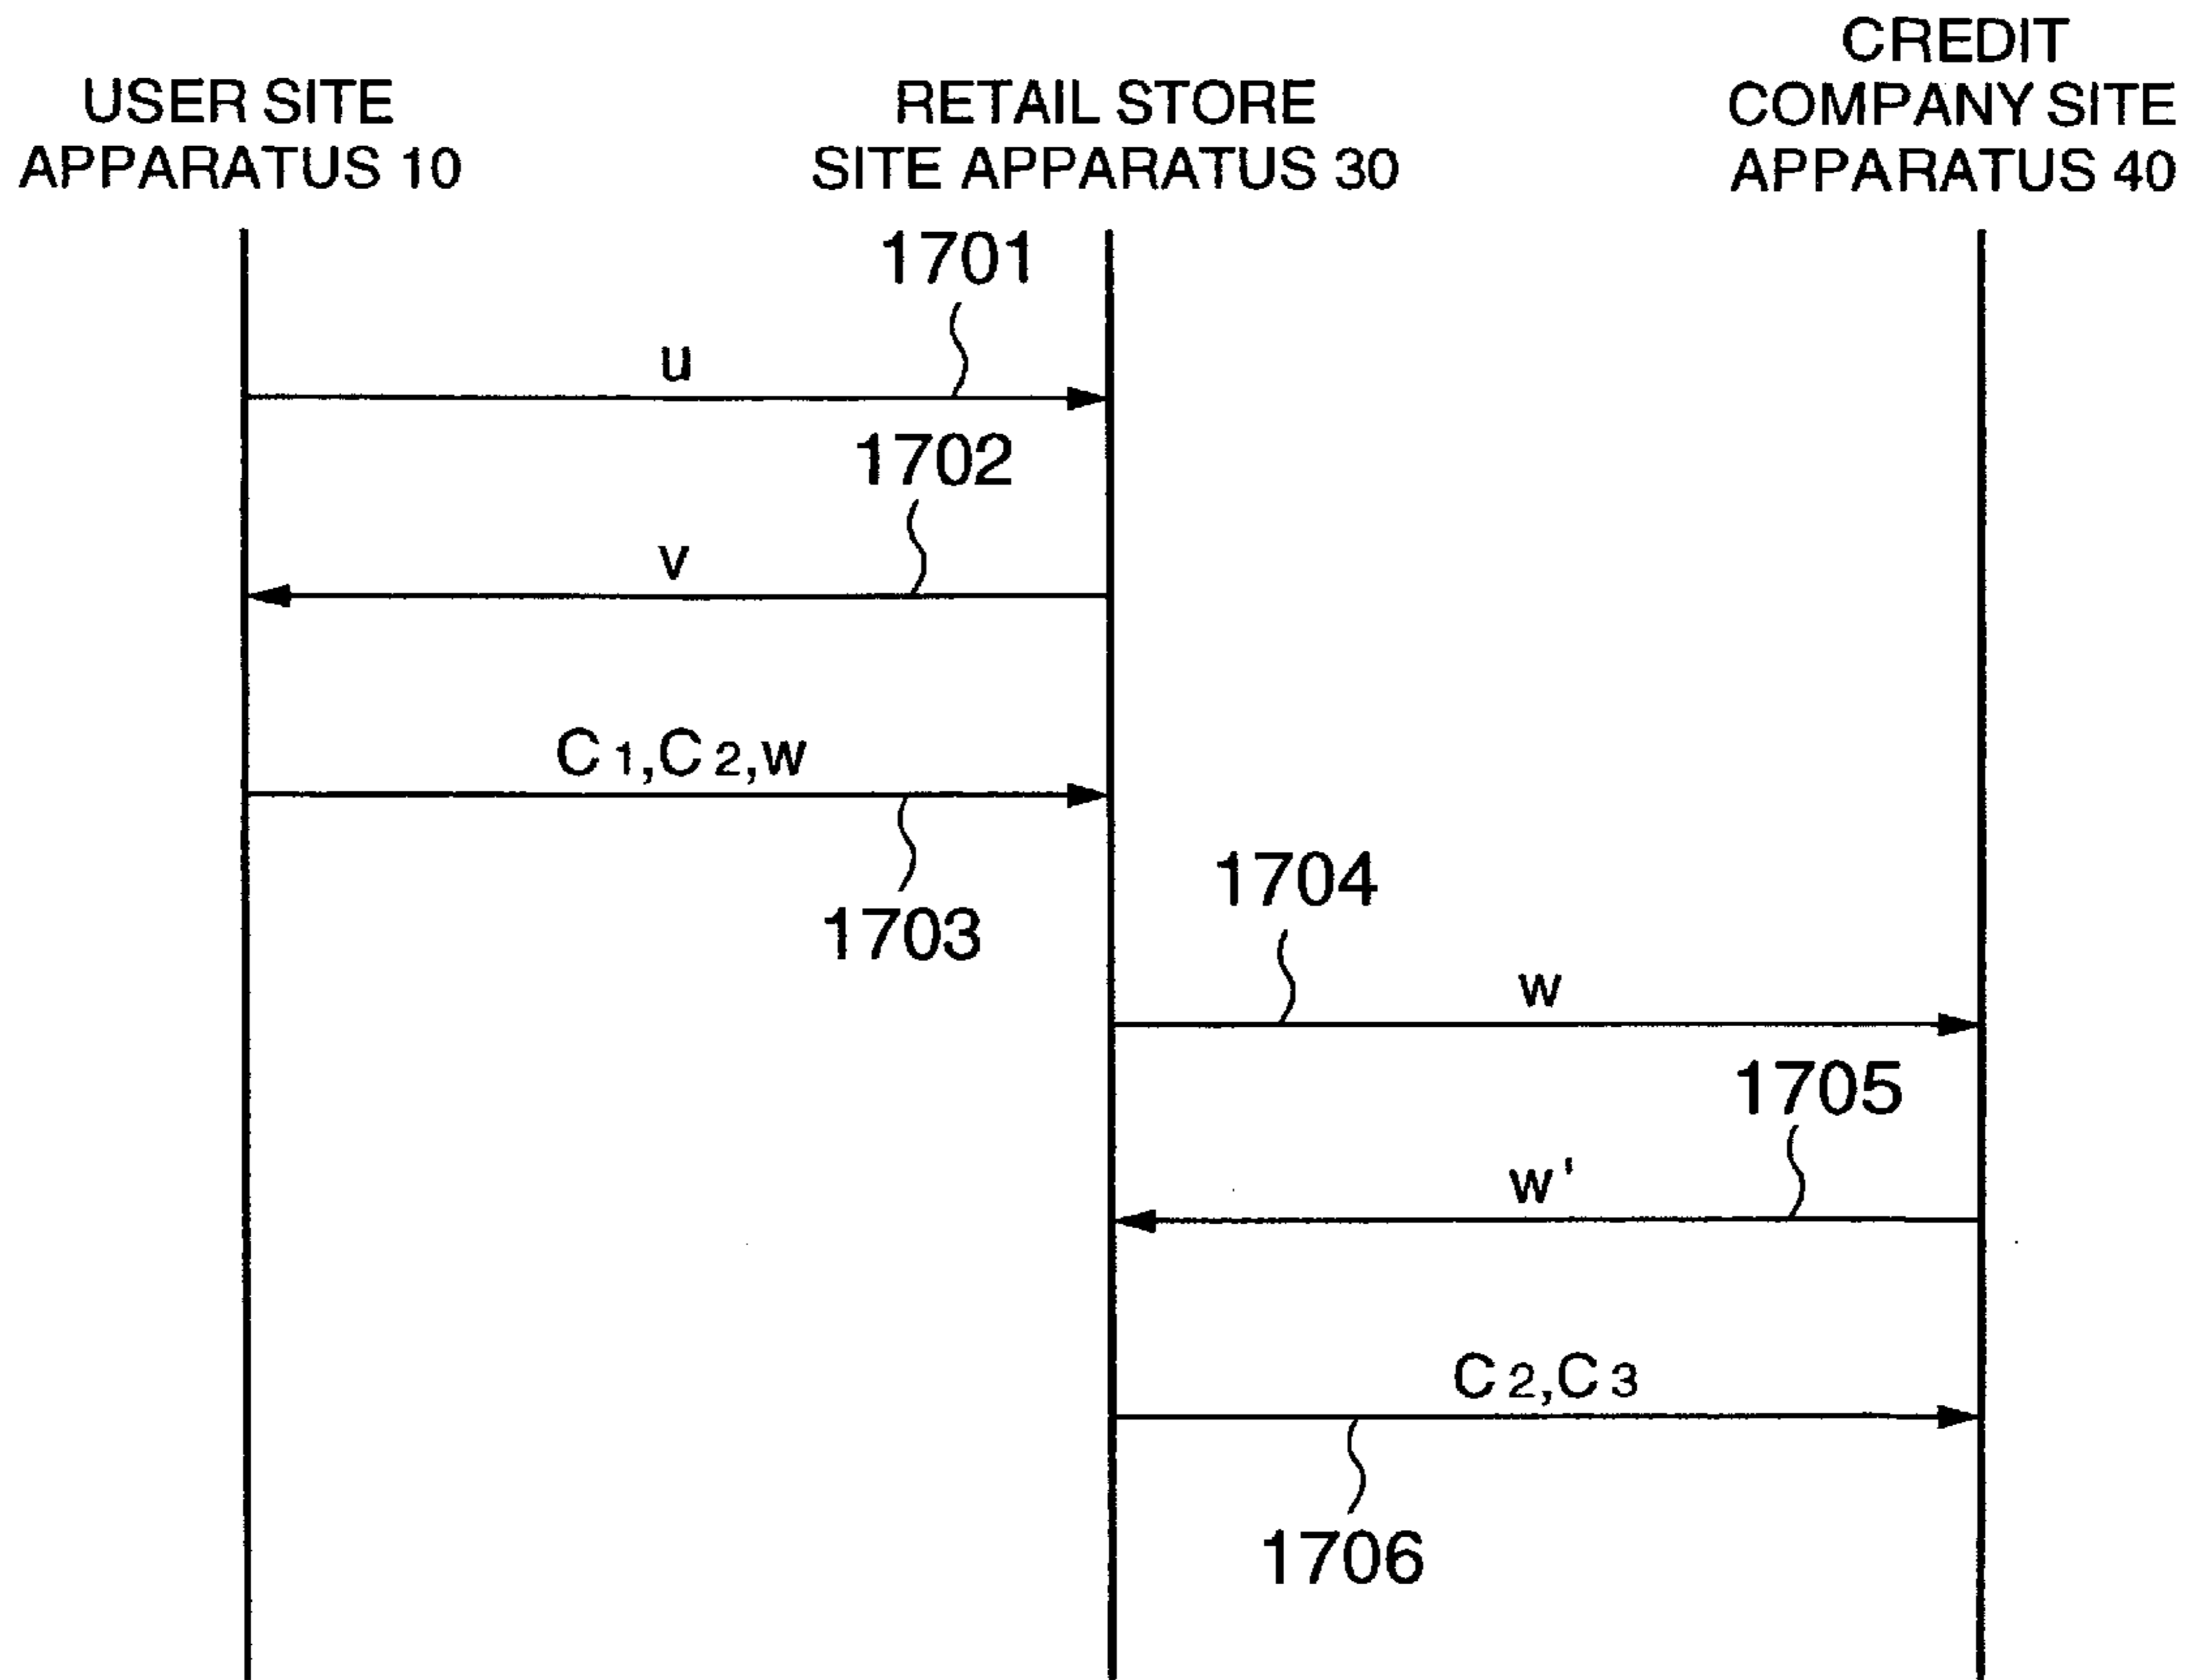 USER SITE
APPARATUS 10
RETAIL STORE
SITE APPARATUS 30
CREDIT
COMPANY SITE
APPARATUS 40
1701
u
1702
v
C1,C2,w
1703
1704
w
1705
w'
C2,C3
1706